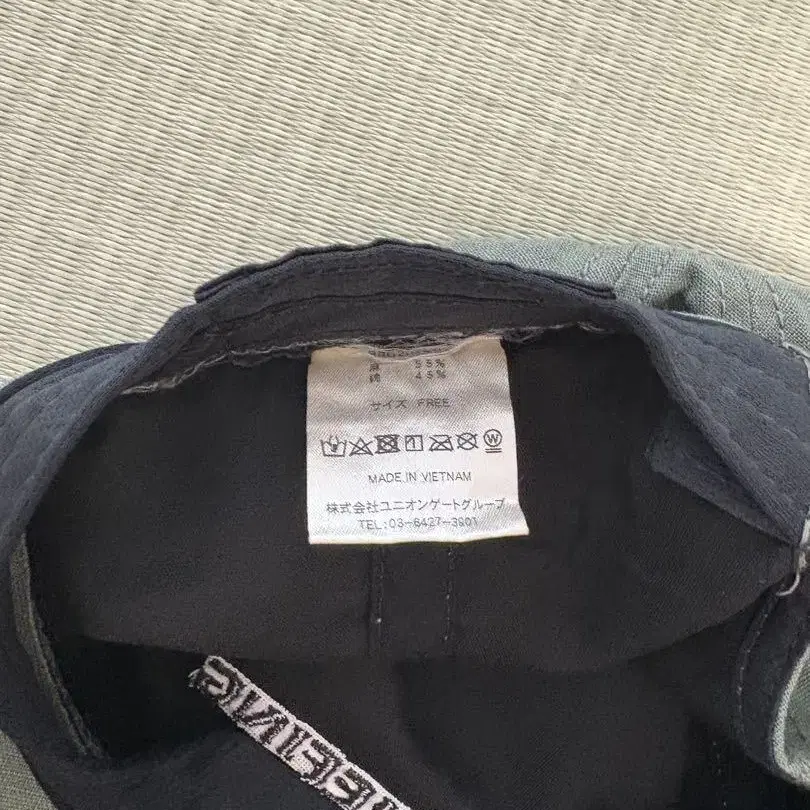 麻 55%
綿 45%
サイズ FREE
MADE IN VIETNAM
株式会社ユニオンゲートグループ
TEL:03-6427-3901